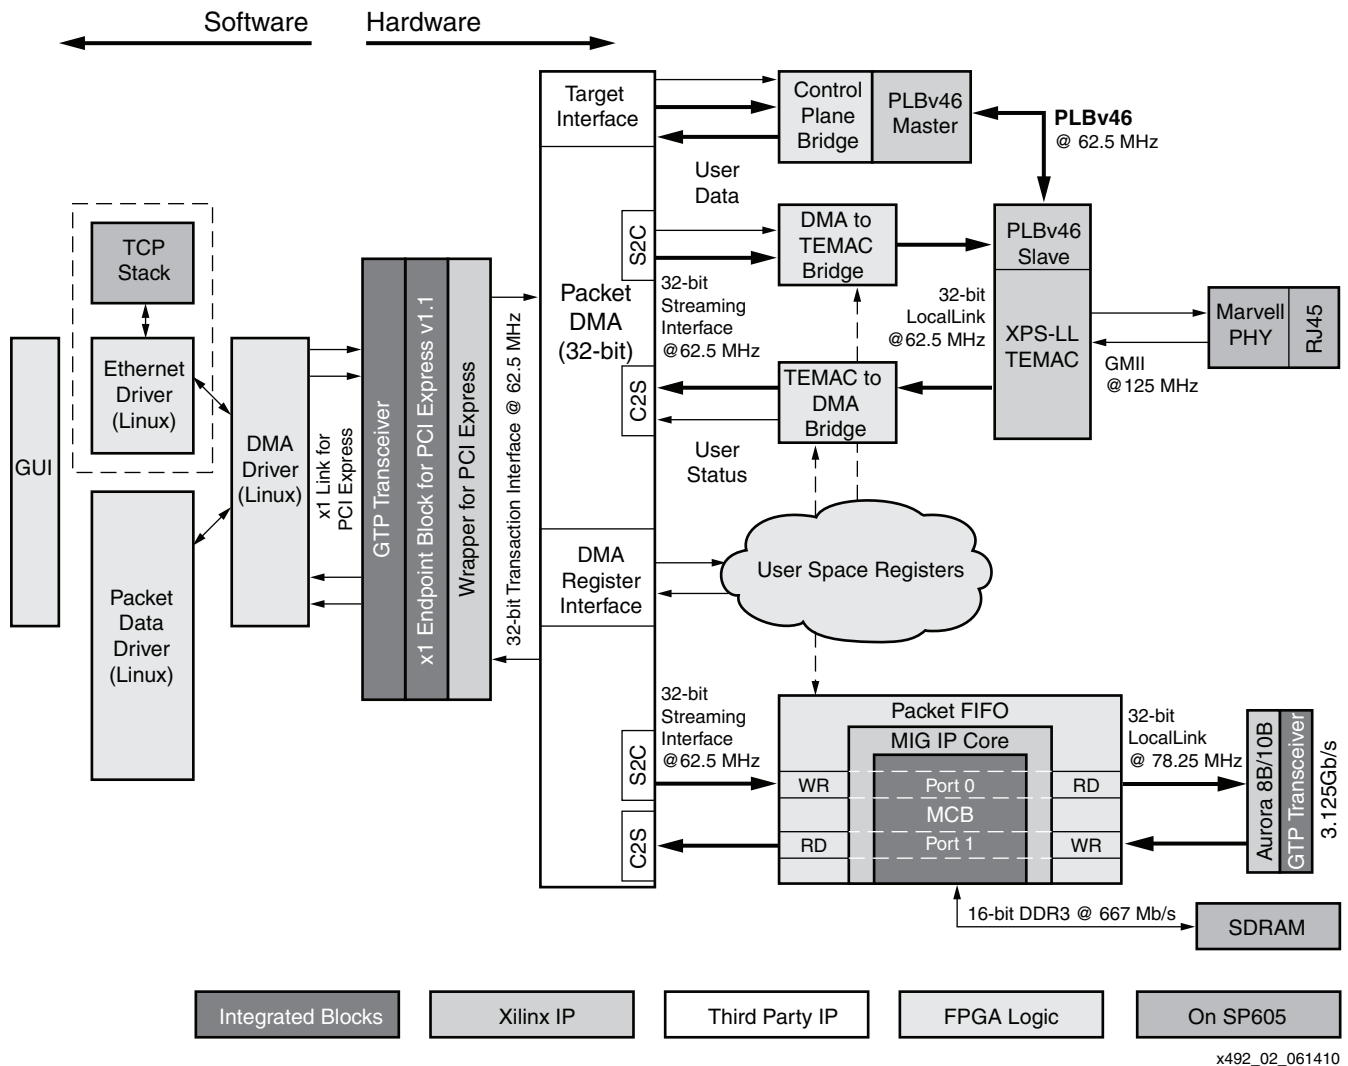 Software
Hardware
Target
Interface
Control
Plane
Bridge
PLBv46
Master
PLBv46
@ 62.5 MHz
User
Data
TCP
Stack
S2C
DMA to
TEMAC
Bridge
PLBv46
Slave
Packet
DMA
(32-bit)
32-bit
Streaming
Interface
@62.5 MHz
32-bit
LocalLink
@62.5 MHz
XPS-LL
TEMAC
Marvell
PHY
RJ45
GMII
@125 MHz
Ethernet
Driver
(Linux)
C2S
TEMAC to
DMA
Bridge
GUI
DMA
Driver
(Linux)
x1 Link for
PCI Express
GTP Transceiver
x1 Endpoint Block for PCI Express v1.1
Wrapper for PCI Express
32-bit Transaction Interface @ 62.5 MHz
User
Status
DMA
Register
Interface
User Space Registers
Packet
Data
Driver
(Linux)
32-bit
Streaming
Interface
@62.5 MHz
Packet FIFO
MIG IP Core
32-bit
LocalLink
@ 78.25 MHz
S2C
WR
Port 0
RD
MCB
C2S
RD
Port 1
WR
Aurora 8B/10B
GTP Transceiver
3.125Gb/s
16-bit DDR3 @ 667 Mb/s
SDRAM
Integrated Blocks
Xilinx IP
Third Party IP
FPGA Logic
On SP605
x492_02_061410